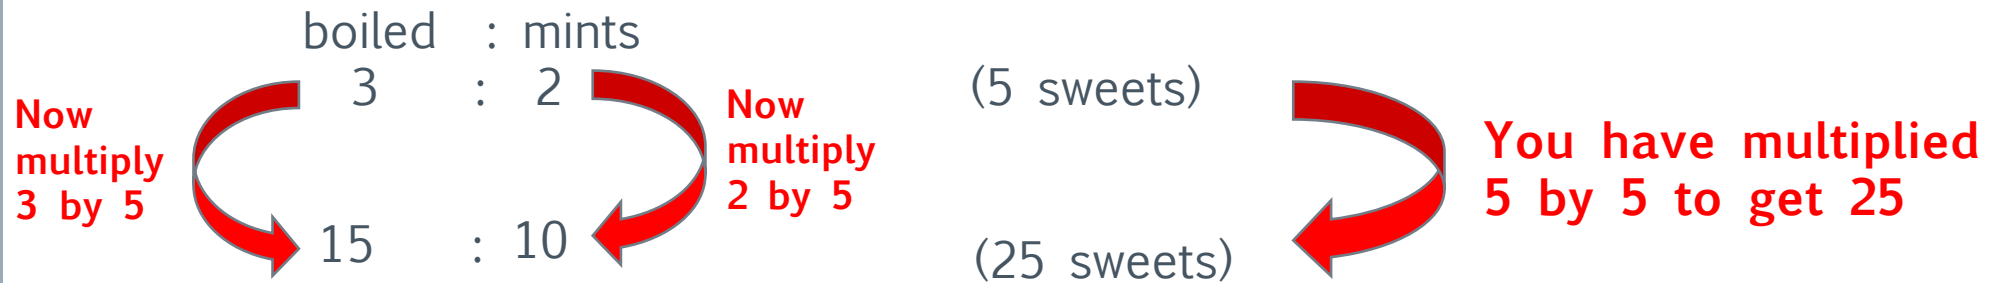 boiled : mints
3 : 2 (5 sweets)
Now
multiply
3 by 5
Now
multiply
2 by 5
You have multiplied
5 by 5 to get 25
15 : 10 (25 sweets)